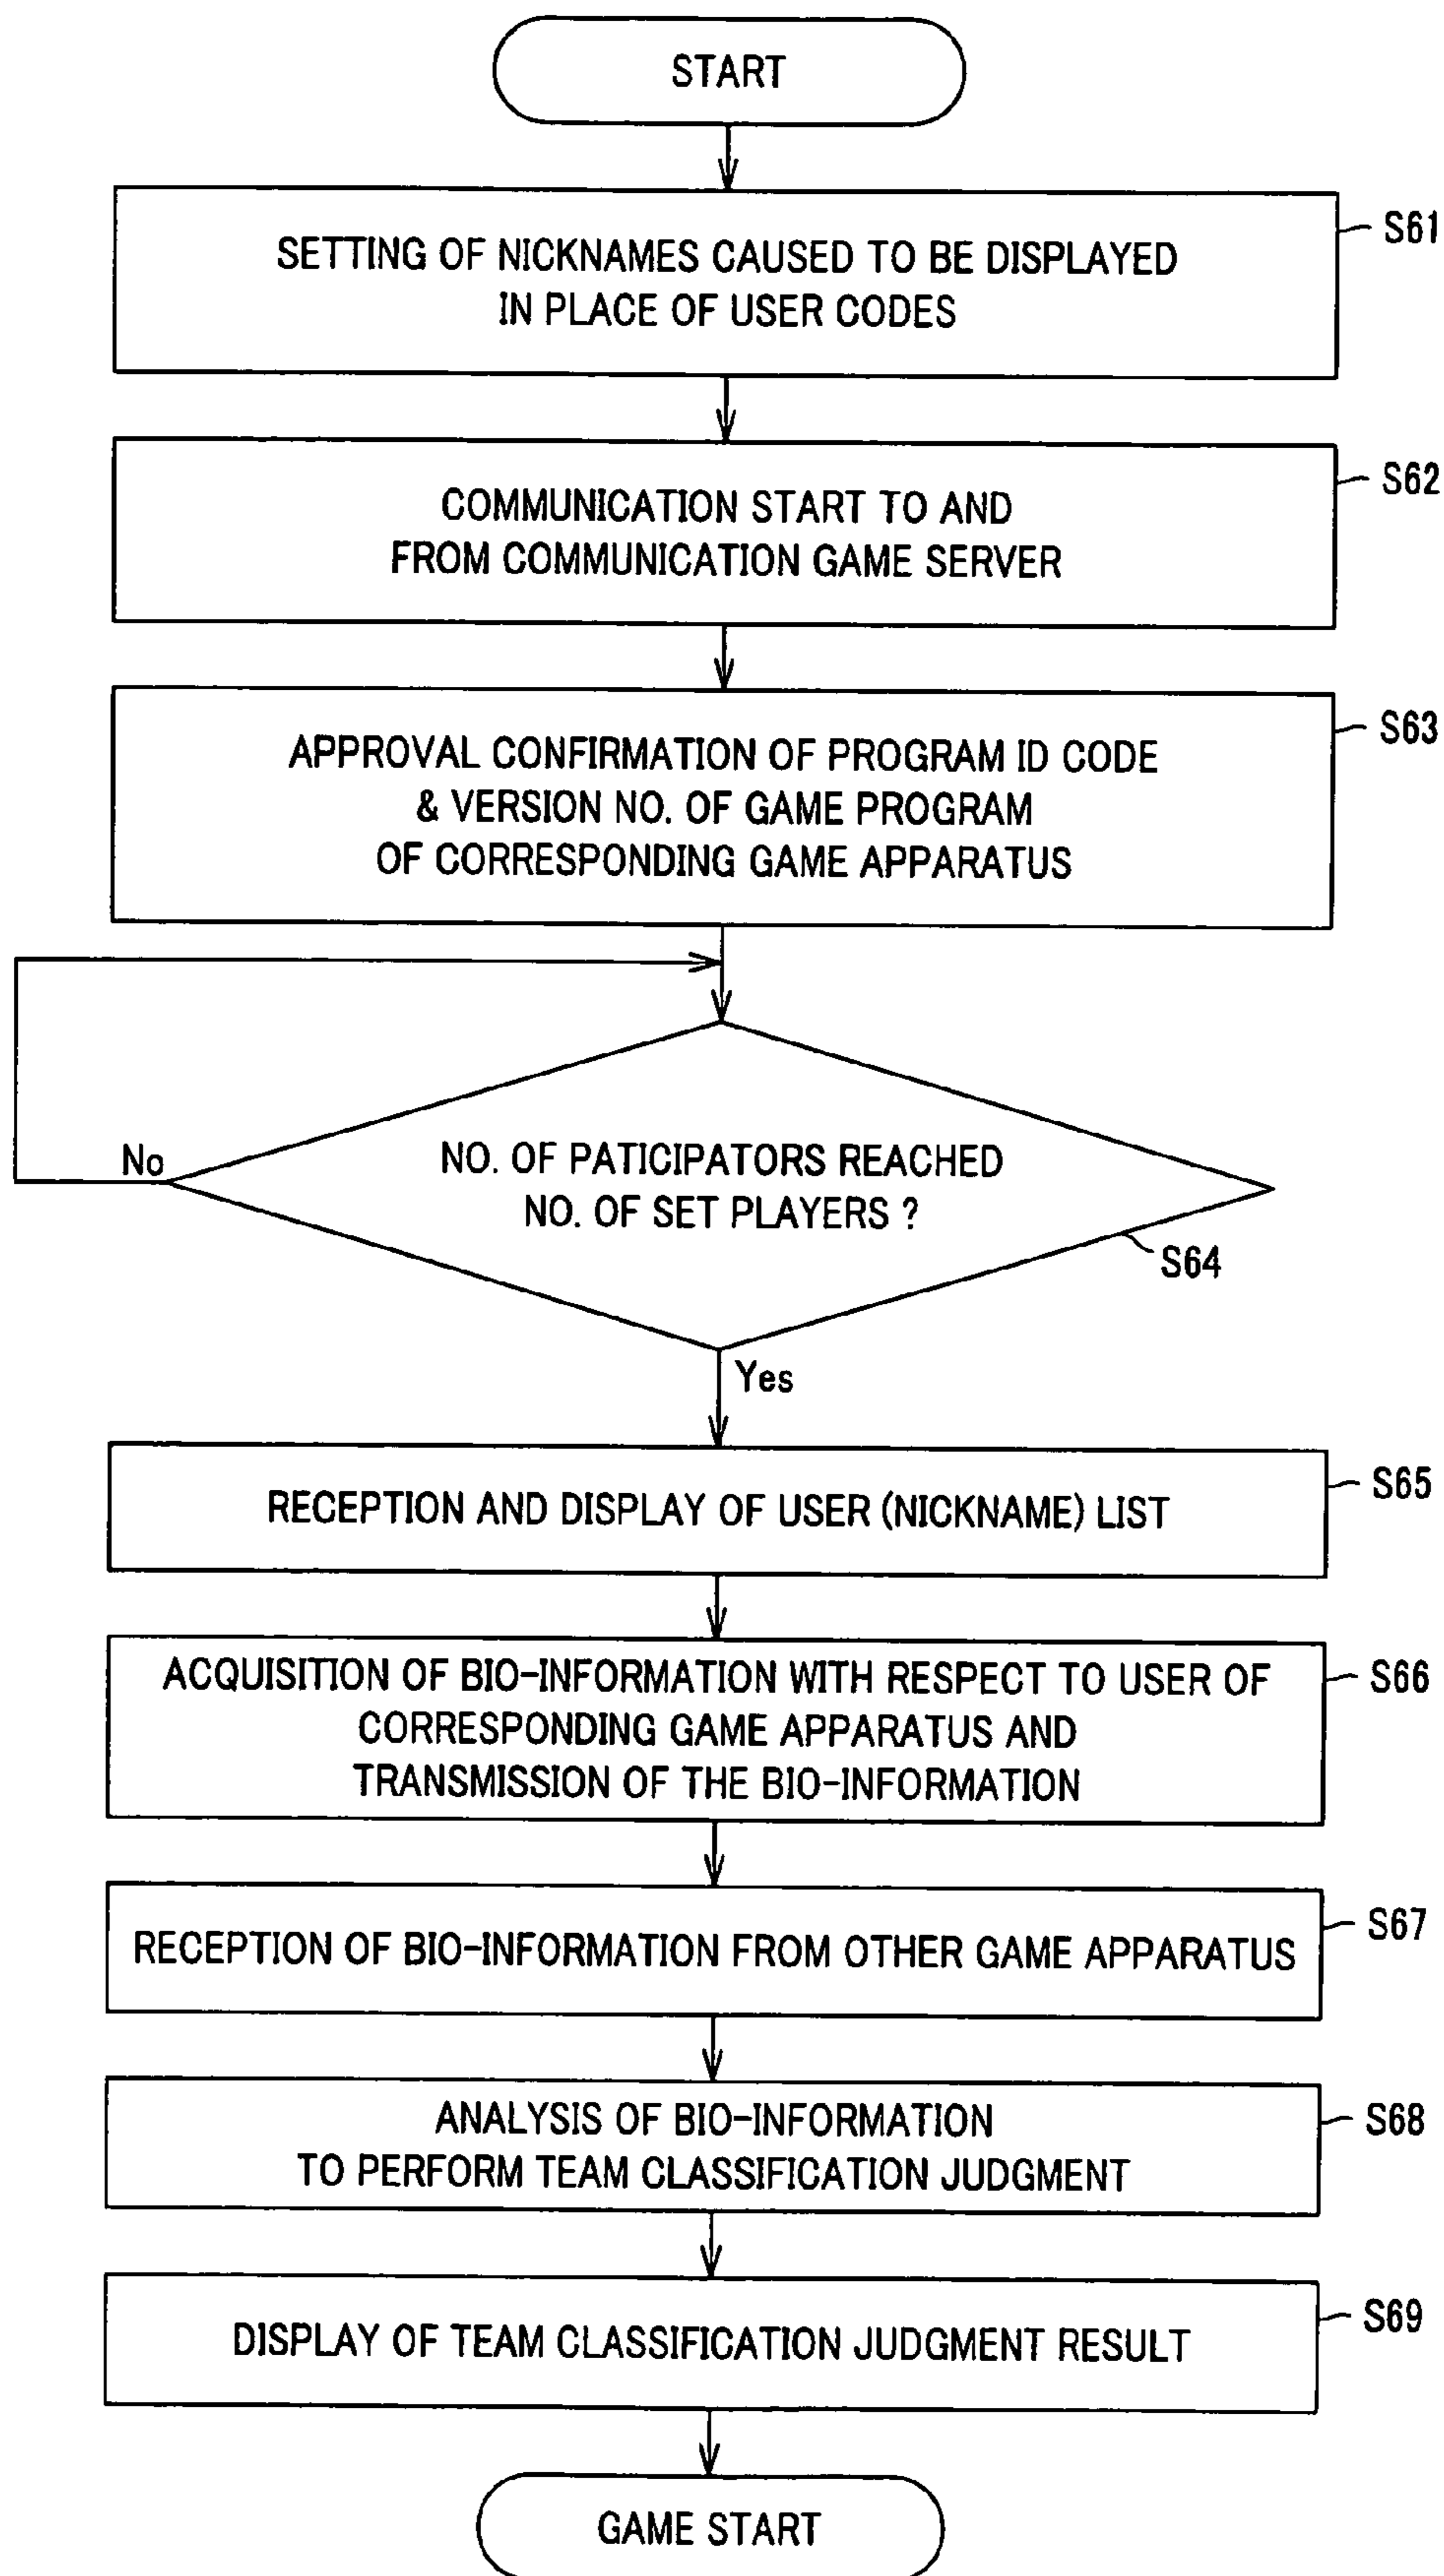 START
SETTING OF NICKNAMES CAUSED TO BE DISPLAYED
IN PLACE OF USER CODES
S61
COMMUNICATION START TO AND
FROM COMMUNICATION GAME SERVER
S62
APPROVAL CONFIRMATION OF PROGRAM ID CODE
& VERSION NO. OF GAME PROGRAM
OF CORRESPONDING GAME APPARATUS
S63
NO. OF PATICIPATORS REACHED
NO. OF SET PLAYERS ?
No
S64
Yes
RECEPTION AND DISPLAY OF USER (NICKNAME) LIST
S65
ACQUISITION OF BIO-INFORMATION WITH RESPECT TO USER OF
CORRESPONDING GAME APPARATUS AND
TRANSMISSION OF THE BIO-INFORMATION
S66
RECEPTION OF BIO-INFORMATION FROM OTHER GAME APPARATUS
S67
ANALYSIS OF BIO-INFORMATION
TO PERFORM TEAM CLASSIFICATION JUDGMENT
S68
DISPLAY OF TEAM CLASSIFICATION JUDGMENT RESULT
S69
GAME START